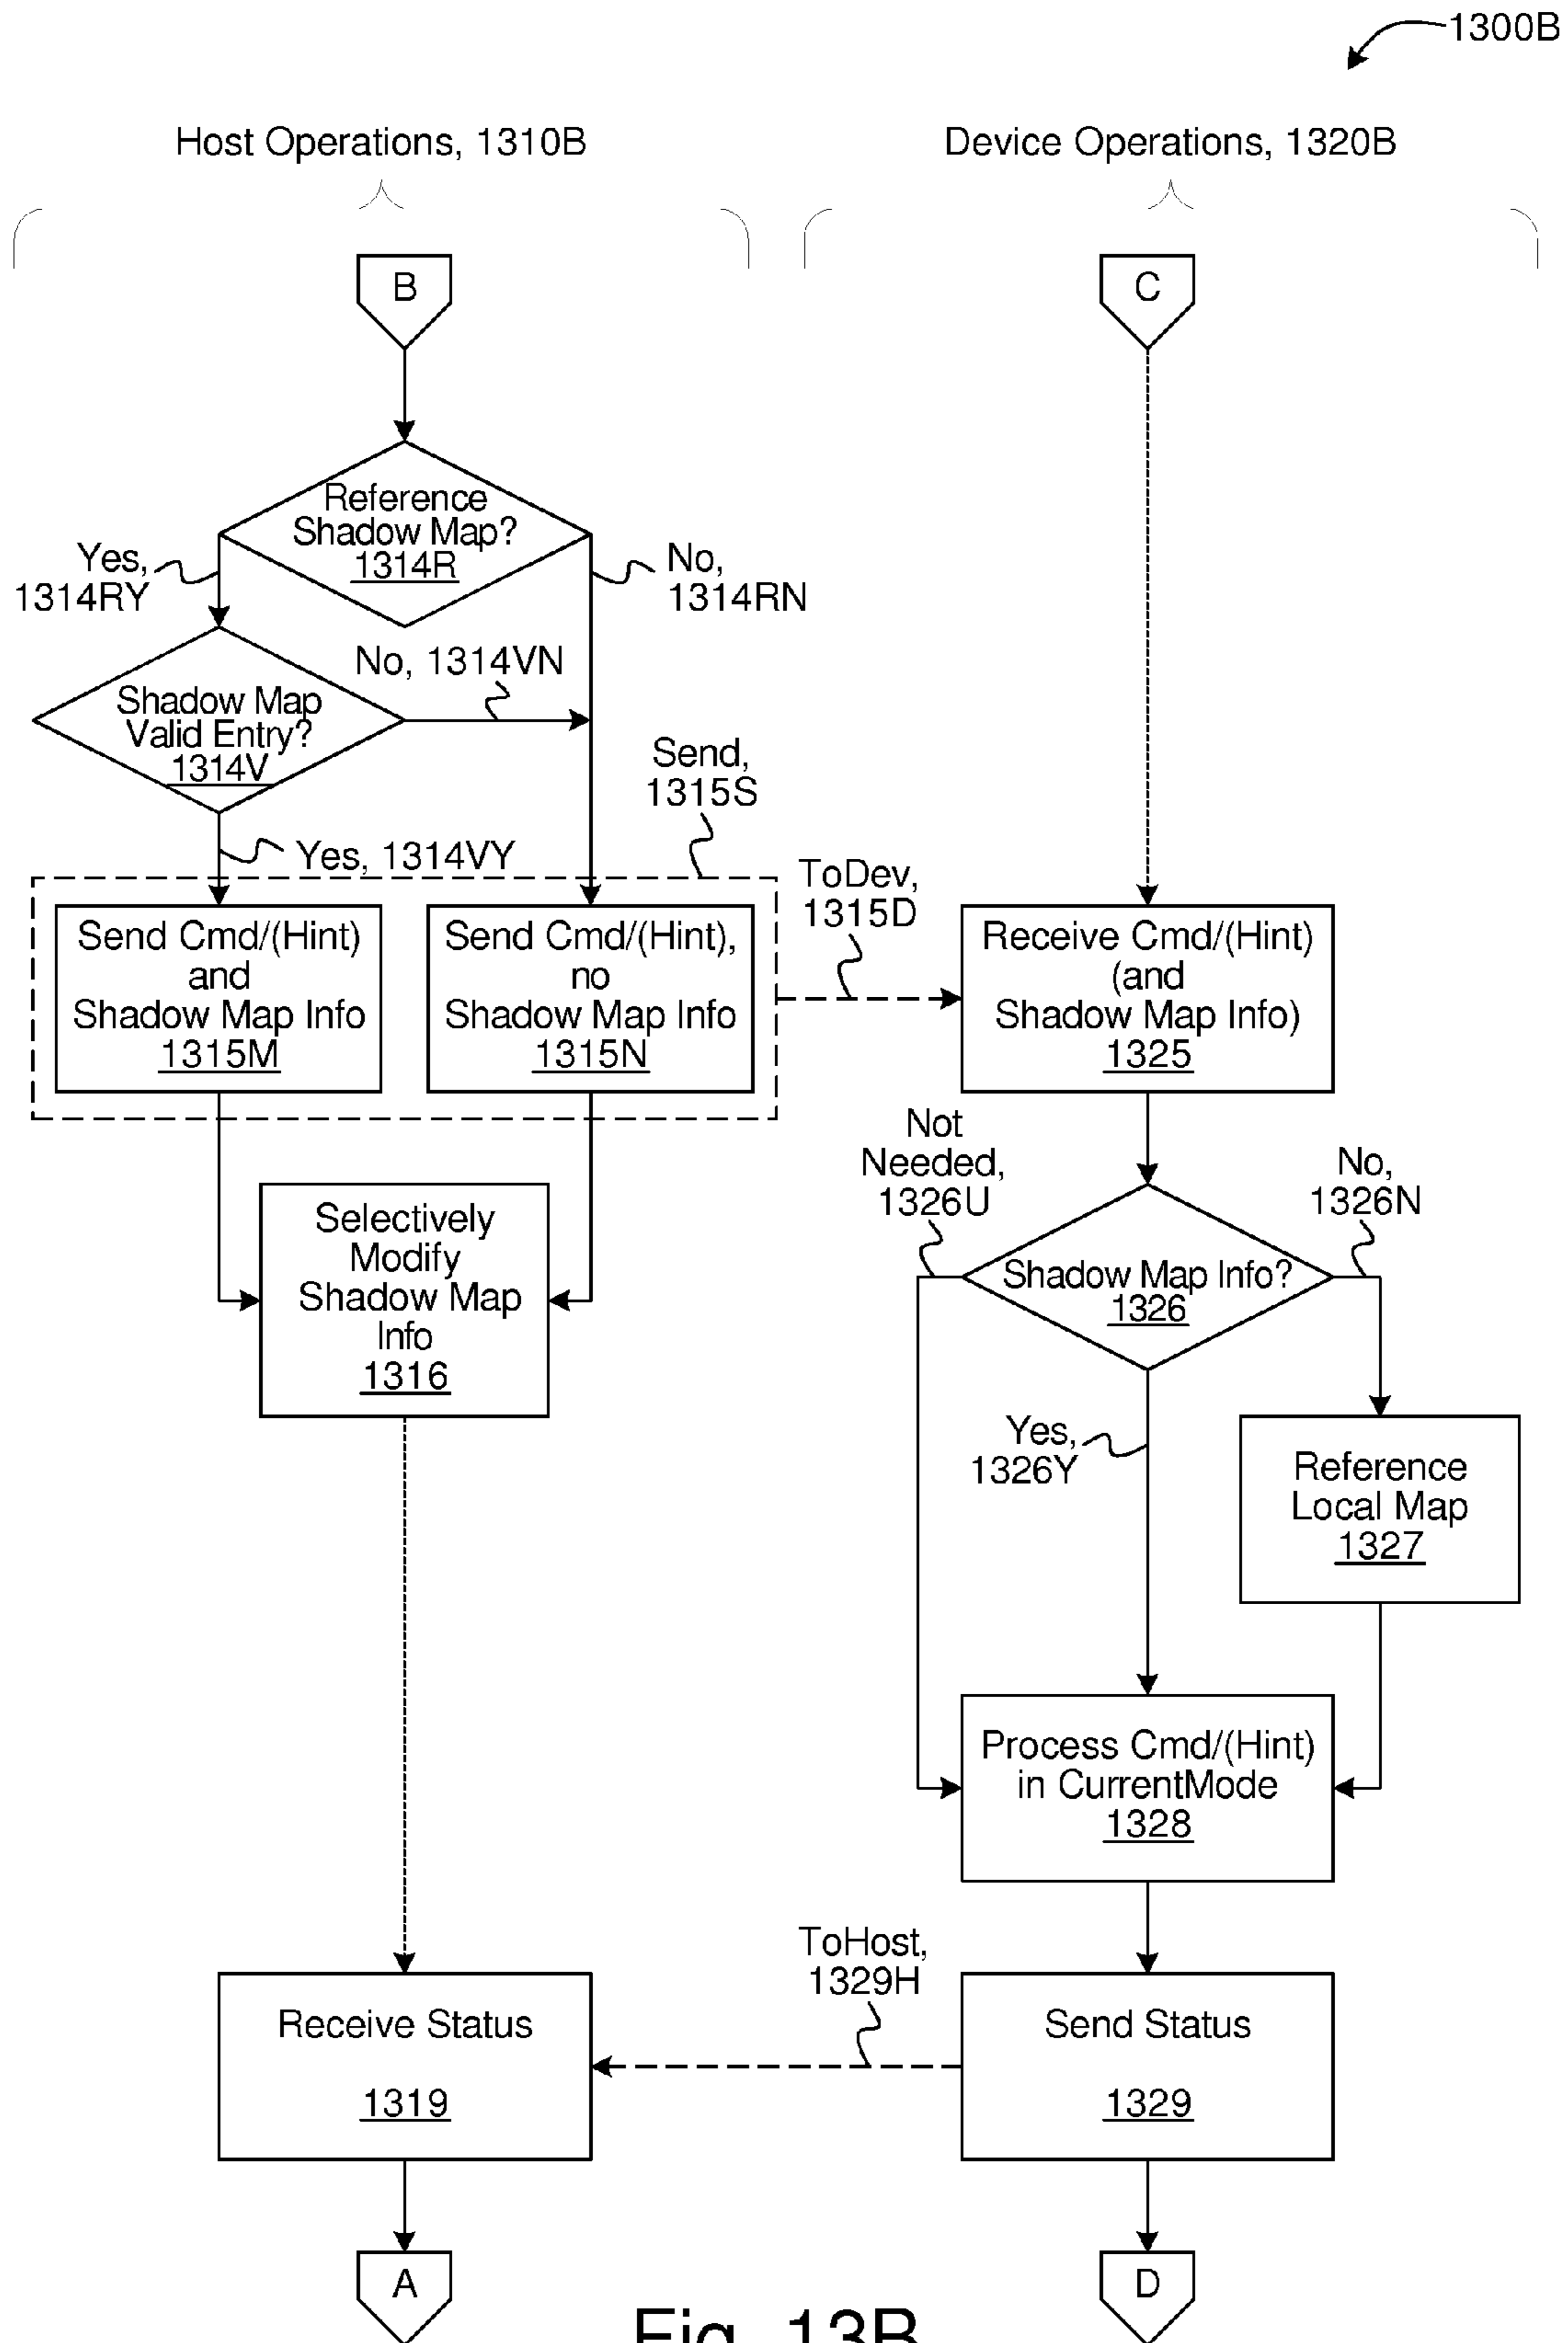 1300B
Host Operations, 1310B
Device Operations, 1320B
B
C
Reference
Shadow Map?
1314R
Yes,
1314RY
No,
1314RN
No, 1314VN
Shadow Map
Valid Entry?
1314V
Send,
1315S
Yes, 1314VY
ToDev,
1315D
Send Cmd/(Hint)
and
Shadow Map Info
1315M
Send Cmd/(Hint),
no
Shadow Map Info
1315N
Receive Cmd/(Hint)
(and
Shadow Map Info)
1325
Not
Needed,
1326U
No,
1326N
Selectively
Modify
Shadow Map
Info
1316
Shadow Map Info?
1326
Yes,
1326Y
Reference
Local Map
1327
Process Cmd/(Hint)
in CurrentMode
1328
ToHost,
1329H
Receive Status
1319
Send Status
1329
A
D
Fig. 13B